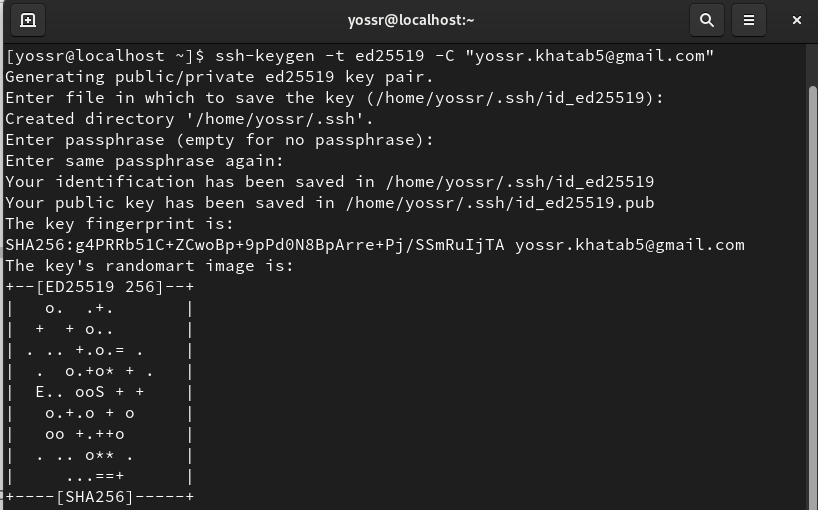 yossr@localhost:~
[yossr@localhost ~]$ ssh-keygen -t ed25519 -C "yossr.khatab5@gmail.com"
Generating public/private ed25519 key pair.
Enter file in which to save the key (/home/yossr/.ssh/id_ed25519):
Created directory '/home/yossr/.ssh'.
Enter passphrase (empty for no passphrase):
Enter same passphrase again:
Your identification has been saved in /home/yossr/.ssh/id_ed25519
Your public key has been saved in /home/yossr/.ssh/id_ed25519.pub
The key fingerprint is:
SHA256:g4PRRb51C+ZCwoBp+9pPd0N8BpArre+Pj/SSmRuIjTA yossr.khatab5@gmail.com
The key's randomart image is:
+--[ED25519 256]--+
|   o.  .+.       |
|  +  + o..       |
| . .. +.o.= .    |
|  .  o.+o* + .   |
|  E.. ooS + +    |
|   o.+.o + o     |
|   oo +.++o      |
|  . .. o** .     |
|     ...==+      |
+----[SHA256]-----+